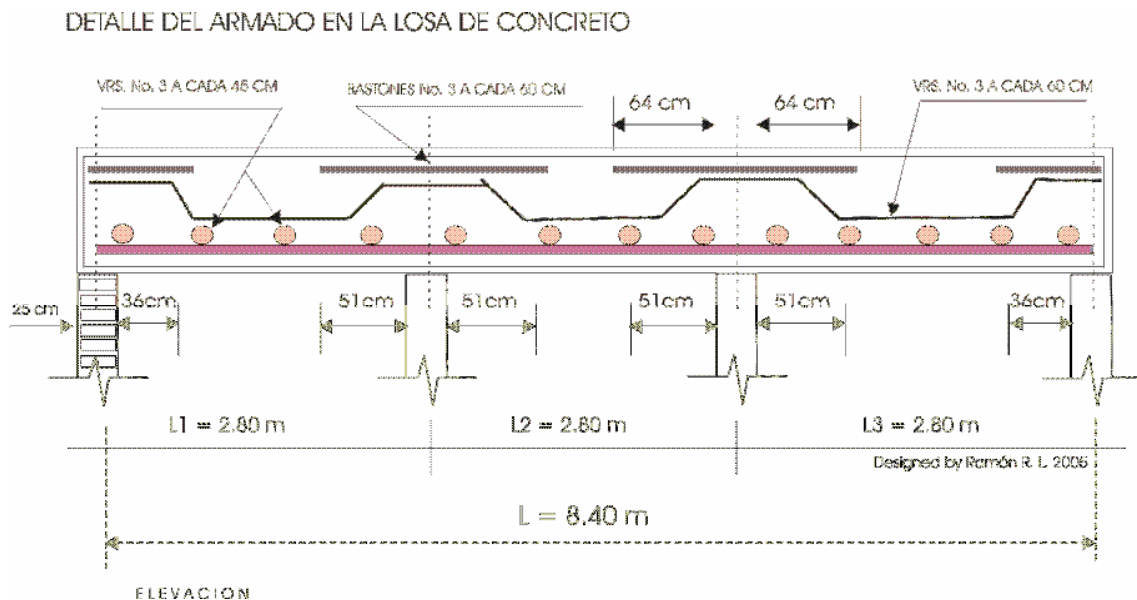 DETALLE DEL ARMADO EN LA LOSA DE CONCRETO
VRS. No. 3 A CADA 45 CM
BASTONES No. 3 A CADA 60 CM
64 cm
64 cm
VRS. No. 3 A CADA 60 CM
25 cm
36cm
51cm
51cm
51cm
51cm
36cm
L1 = 2.80 m
L2 = 2.80 m
L3 = 2.80 m
Designed by Ramón R. L. 2005
L = 8.40 m
ELEVACION